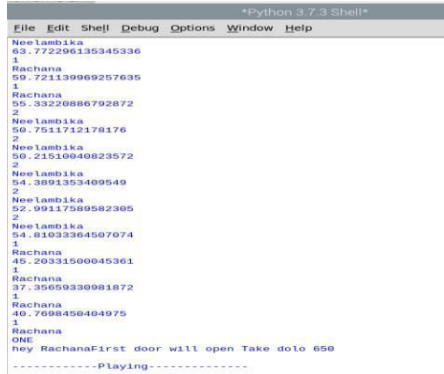 *Python 3.7.3 Shell*
File Edit Shell Debug Options Window Help
Neelambika
63.772296135345336
1
Rachana
59.721139969257635
1
Rachana
55.33220886792872
2
Neelambika
50.7511712178176
2
Neelambika
50.21510040823572
2
Neelambika
54.3891353409549
2
Neelambika
52.99117589582305
2
Neelambika
54.81033364507074
1
Rachana
45.20331500045361
1
Rachana
37.35659330981872
1
Rachana
40.7698450404975
1
Rachana
ONE
hey RachanaFirst door will open Take dolo 650
------------Playing--------------